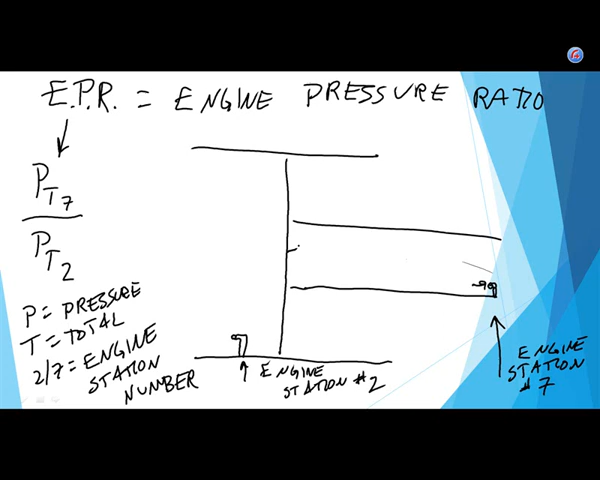 E.P.R. = ENGINE PRESSURE RATIO
PT7
PT2
P = PRESSURE
T = TOTAL
2/7 = ENGINE
STATION
NUMBER
ENGINE
STATION #2
ENGINE
STATION
#7